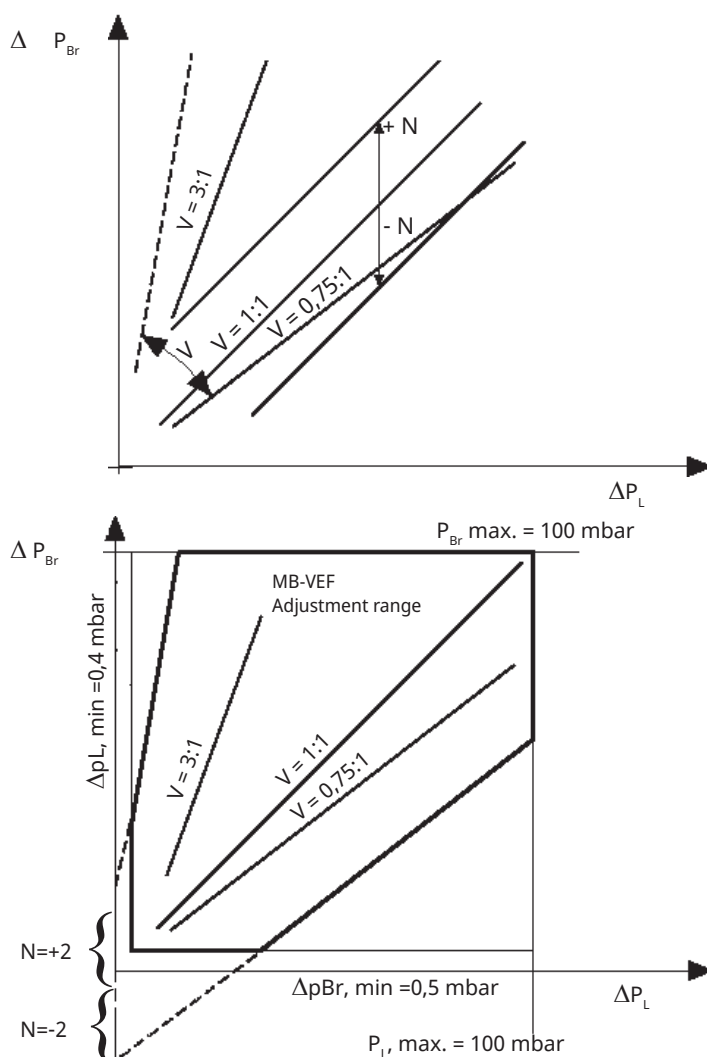 Δ P_Br
+ N
V = 3:1
- N
V = 1:1
V = 0,75:1
V
ΔP_L
P_Br max. = 100 mbar
Δ P_Br
MB-VEF
Adjustment range
ΔpL, min =0,4 mbar
V = 3:1
V = 1:1
V = 0,75:1
N=+2
ΔpBr, min =0,5 mbar
ΔP_L
N=-2
P_L, max. = 100 mbar